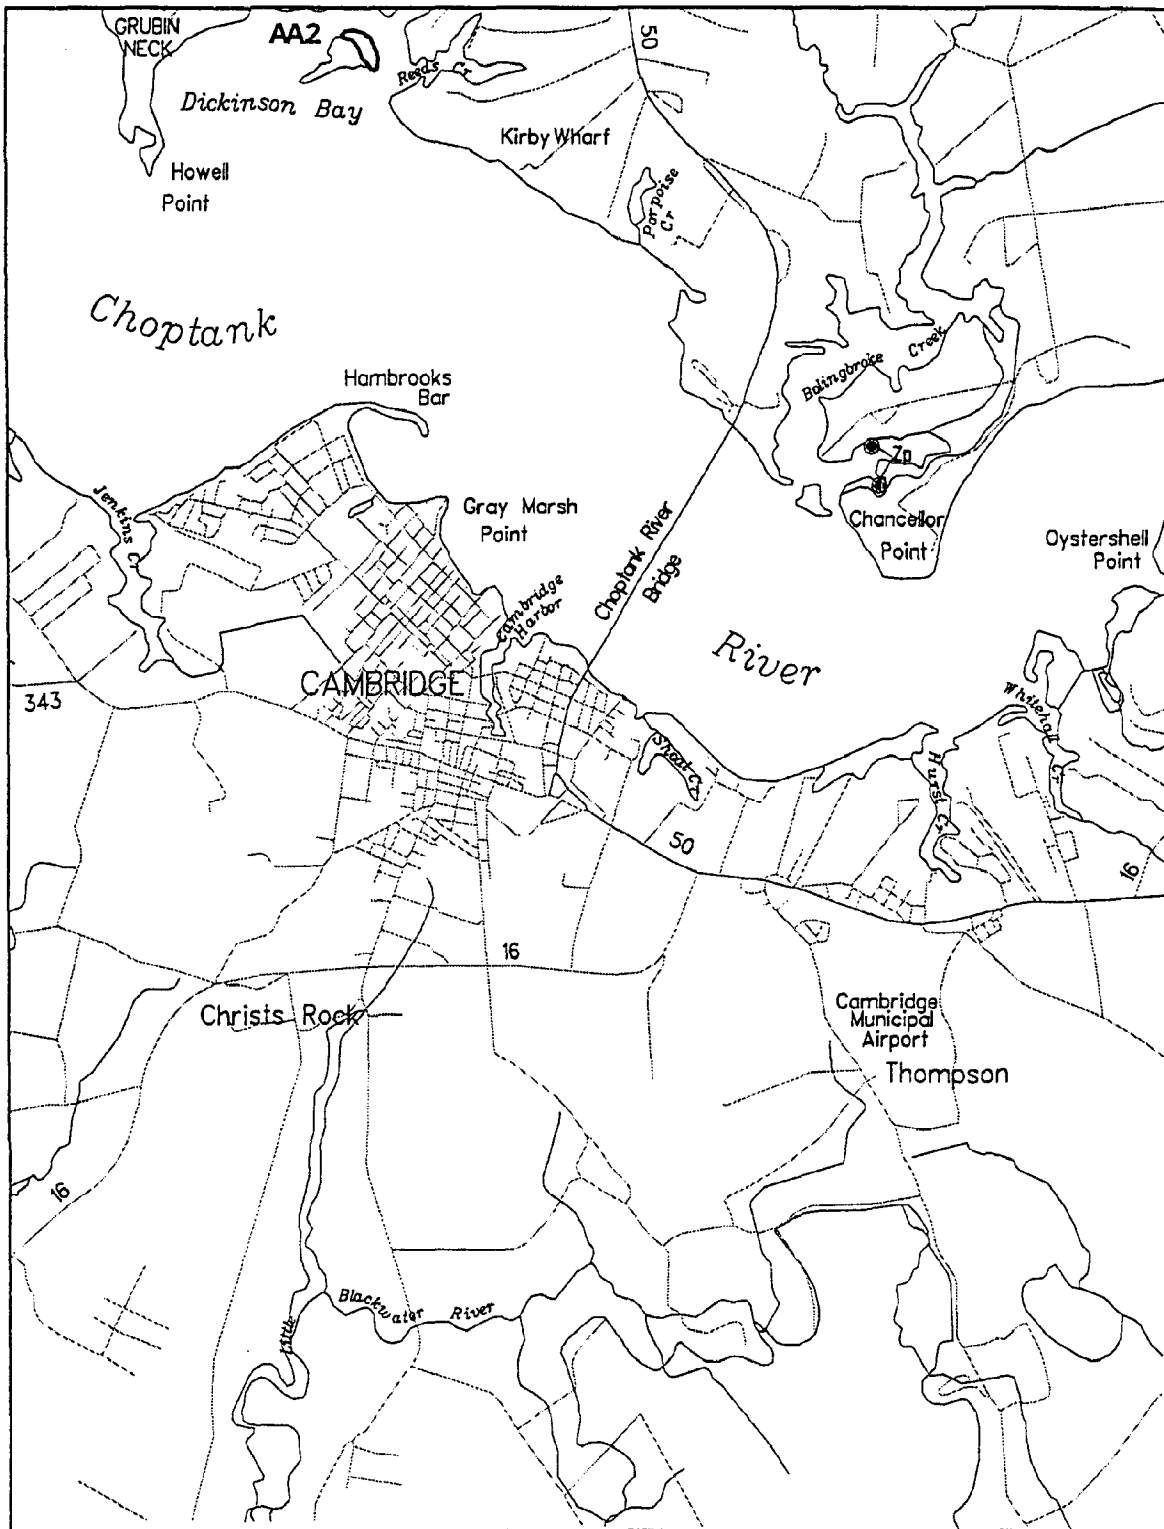 GRUBIN
NECK
AA2
50
Reeds Cr
Dickinson Bay
Kirby Wharf
Howell
Point
Porpoise
Cr
Choptank
Bolingbroke Creek
Hambrooks
Bar
Zp
Jenkins Cr
Gray Marsh
Point
Choptank River
Bridge
Chancellor
Point
Oystershell
Point
Cambridge
Harbor
River
CAMBRIDGE
343
Whitehall Cr
Shoal Cr
Hurst Cr
50
16
16
Christs Rock
Cambridge
Municipal
Airport
Thompson
16
Little Blackwater River